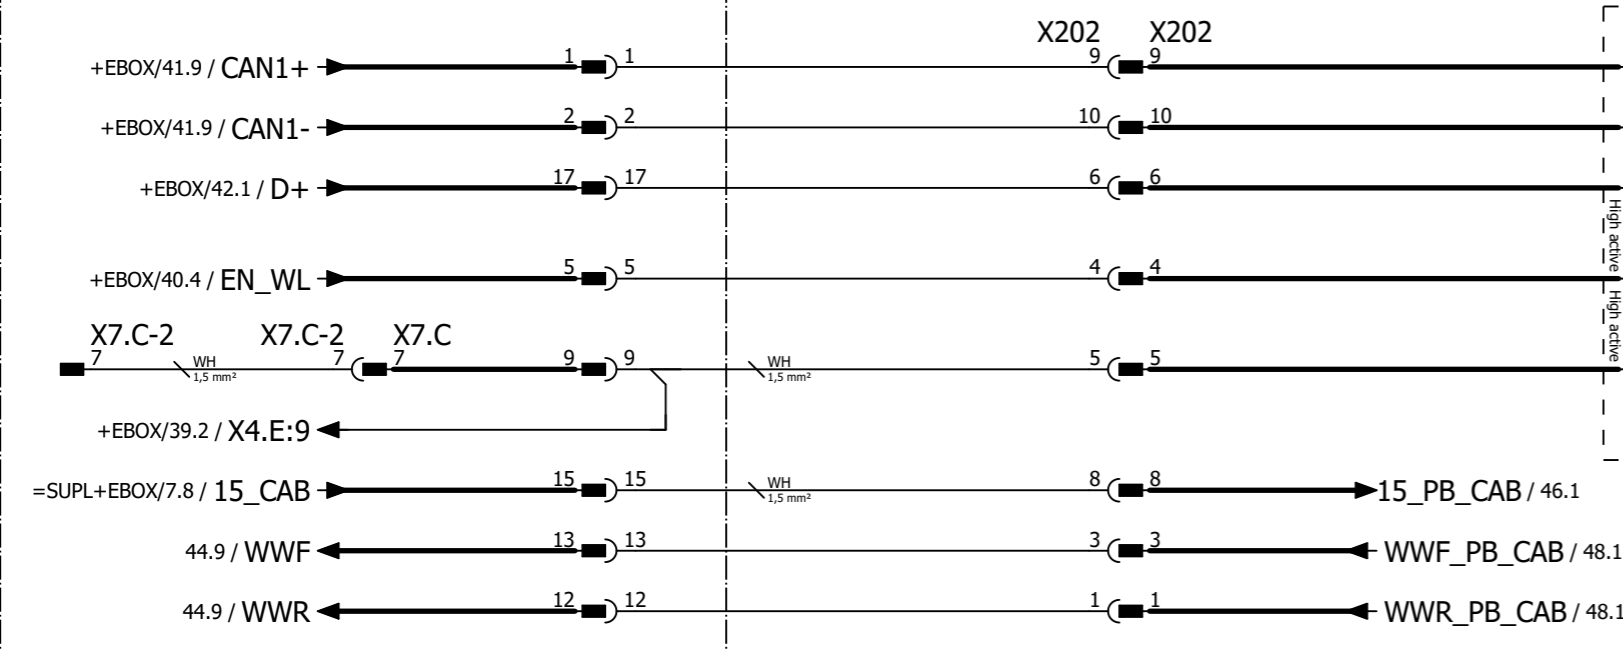 X202 X202
+EBOX/41.9 / CAN1+ 1 1 9 9
+EBOX/41.9 / CAN1- 2 2 10 10
+EBOX/42.1 / D+ 17 17 6 6
High active
+EBOX/40.4 / EN_WL 5 5 4 4
High active
X7.C-2 X7.C-2 X7.C
7 WH 7 7 9 9 WH 5 5
1,5 mm² 1,5 mm²
+EBOX/39.2 / X4.E:9
=SUPL+EBOX/7.8 / 15_CAB 15 15 WH 8 8 15_PB_CAB / 46.1
1,5 mm²
44.9 / WWF 13 13 3 3 WWF_PB_CAB / 48.1
44.9 / WWR 12 12 1 1 WWR_PB_CAB / 48.1